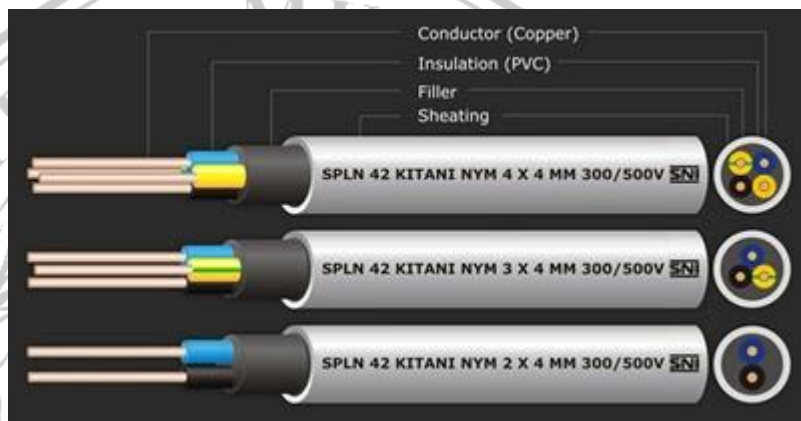 Conductor (Copper)
Insulation (PVC)
Filler
Sheating
SPLN 42 KITANI NYM 4 X 4 MM 300/500V SNI
SPLN 42 KITANI NYM 3 X 4 MM 300/500V SNI
SPLN 42 KITANI NYM 2 X 4 MM 300/500V SNI